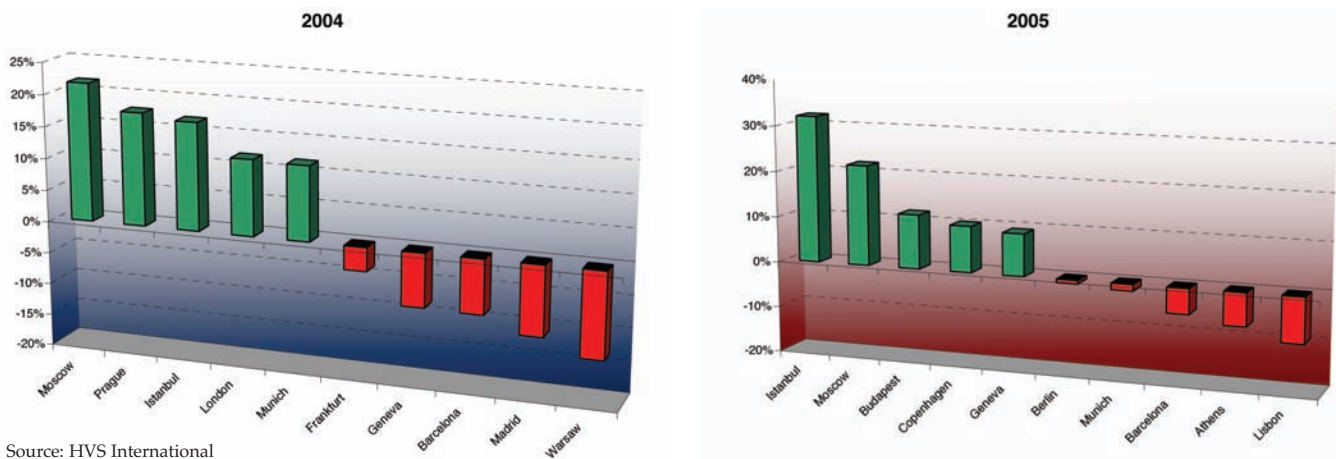 2004
25%
20%
15%
10%
5%
0%
-5%
-10%
-15%
-20%
Moscow
Prague
Istanbul
London
Munich
Frankfurt
Geneva
Barcelona
Madrid
Warsaw
Source: HVS International
2005
40%
30%
20%
10%
0%
-10%
-20%
Istanbul
Moscow
Budapest
Copenhagen
Geneva
Berlin
Munich
Barcelona
Athens
Lisbon